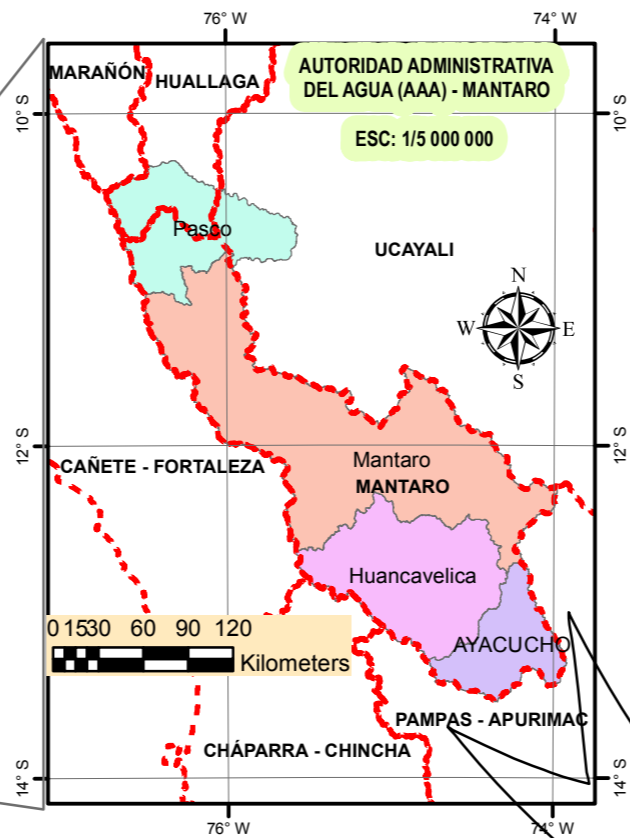 76° W
74° W
MARAÑÓN
HUALLAGA
AUTORIDAD ADMINISTRATIVA
DEL AGUA (AAA) - MANTARO
ESC: 1/5 000 000
10° S
10° S
Pasco
UCAYALI
N
W
E
S
12° S
12° S
CAÑETE - FORTALEZA
Mantaro
MANTARO
Huancavelica
0 15 30 60 90 120
Kilometers
AYACUCHO
PAMPAS - APURIMAC
CHÁPARRA - CHINCHA
14° S
14° S
76° W
74° W